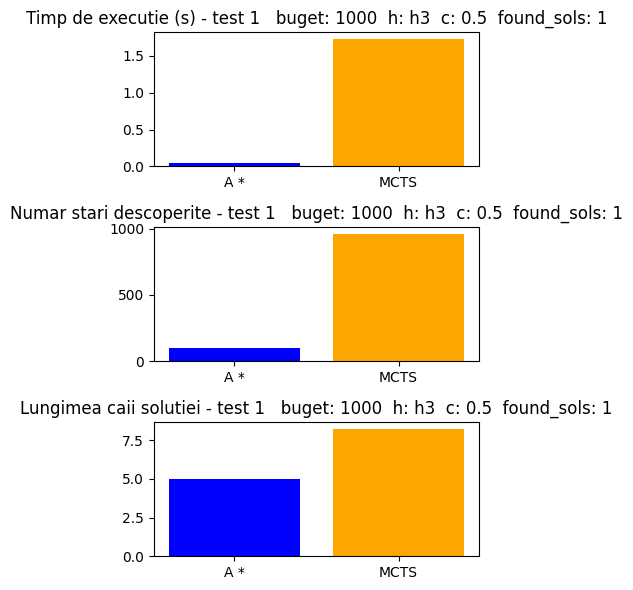 Timp de executie (s) - test 1   buget: 1000  h: h3  c: 0.5  found_sols: 1
1.5
1.0
0.5
0.0
A *
MCTS
Numar stari descoperite - test 1   buget: 1000  h: h3  c: 0.5  found_sols: 1
1000
500
0
A *
MCTS
Lungimea caii solutiei - test 1   buget: 1000  h: h3  c: 0.5  found_sols: 1
7.5
5.0
2.5
0.0
A *
MCTS